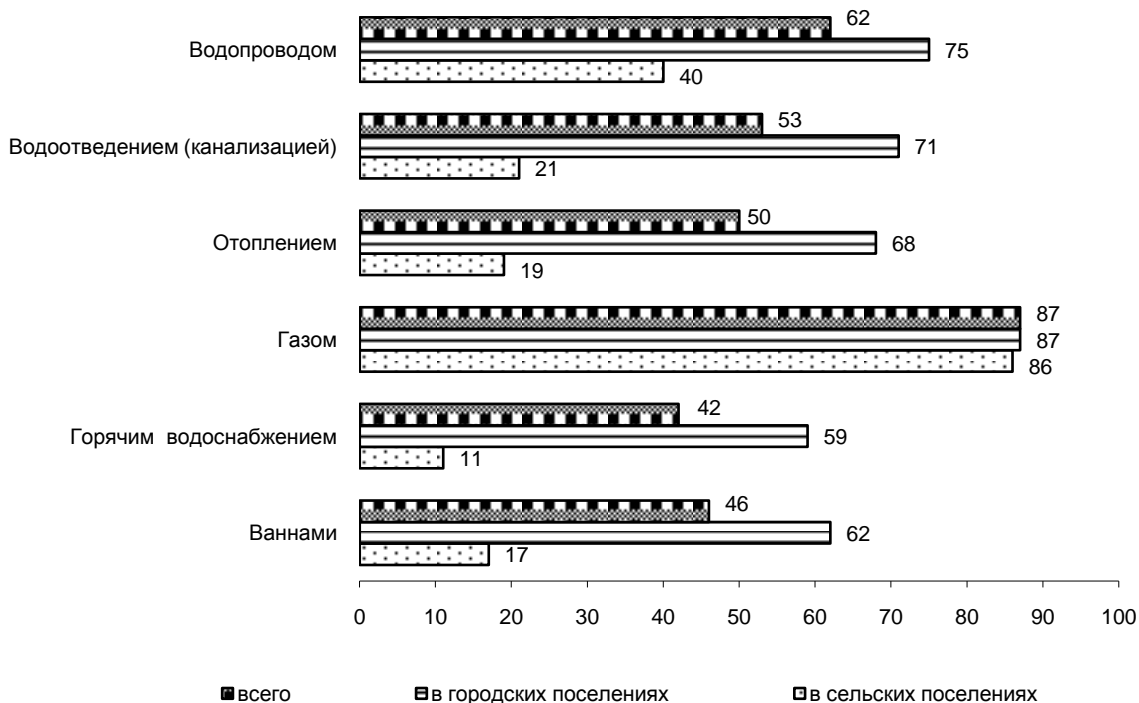 62
Водопроводом
75
40
53
Водоотведением (канализацией)
71
21
50
Отоплением
68
19
87
Газом
87
86
42
Горячим водоснабжением
59
11
46
Ваннами
62
17
0 10 20 30 40 50 60 70 80 90 100
всего в городских поселениях в сельских поселениях